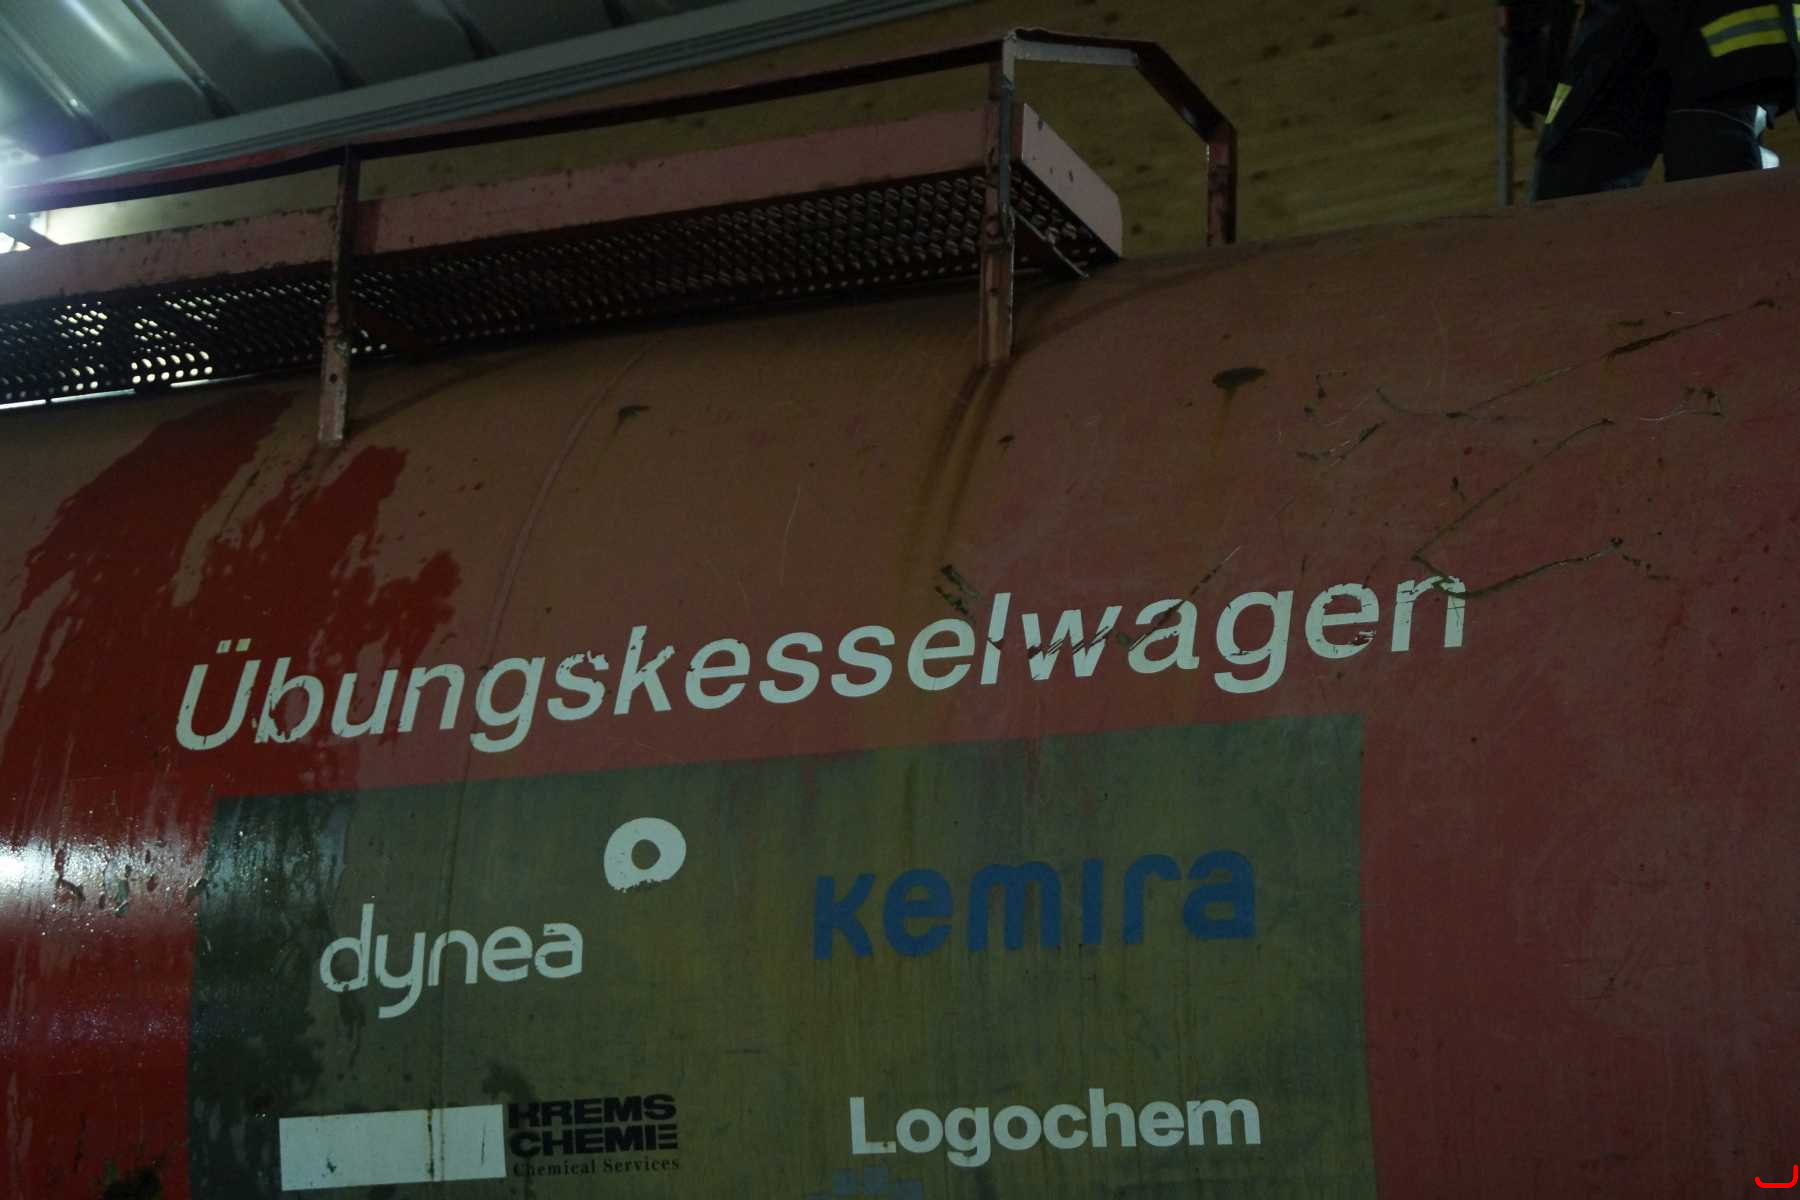 Übungskesselwagen
dynea
kemira
KREMS
CHEMIE
Chemical Services
Logochem